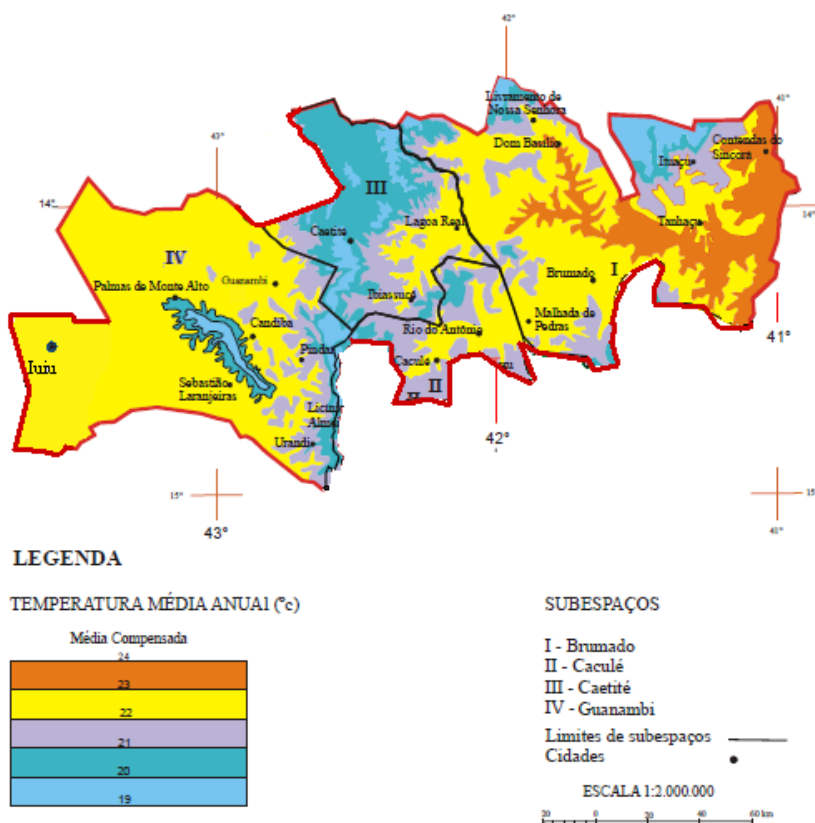 42°
41°
43°
Livramento de
Nossa Senhora
Dom Basílio
Contendas do
Sincorá
Ituaçú
III
14°
14°
Lagoa Real
Tanhaçu
Caetité
IV
I
Guanambi
Brumado
Palmas de Monte Alto
Ibiassucê
Malhada de
Pedras
Rio do Antônio
Candiba
41°
Iuiu
Pindaí
Caculé
Sebastião
Laranjeiras
II
Licínio
Almei
42°
Urandi
15°
15°
43°
41°
LEGENDA
TEMPERATURA MÉDIA ANUAl (°c)
Média Compensada
24
23
22
21
20
19
SUBESPAÇOS
I - Brumado
II - Caculé
III - Caetité
IV - Guanambi
Limites de subespaços
Cidades
ESCALA 1:2.000.000
20 0 20 40 60 km